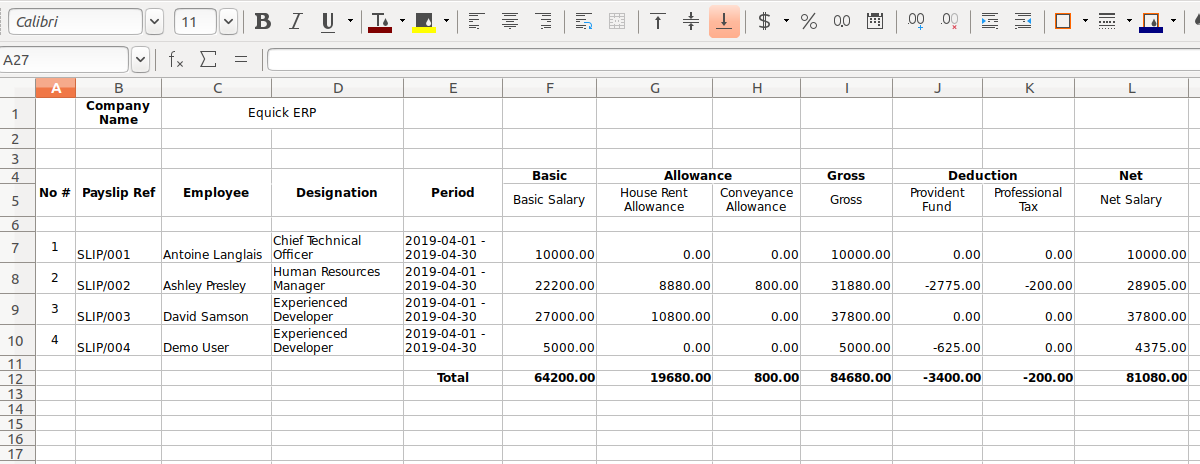 Calibri 11 B I U T $ % 0,0 .00 .00
A27 fx Σ =
A B C D E F G H I J K L
1 Company Name Equick ERP
2
3
4 Basic Allowance Gross Deduction Net
No # Payslip Ref Employee Designation Period
5 Basic Salary House Rent Allowance Conveyance Allowance Gross Provident Fund Professional Tax Net Salary
6
7 1 SLIP/001 Antoine Langlais Chief Technical Officer 2019-04-01 - 2019-04-30 10000.00 0.00 0.00 10000.00 0.00 0.00 10000.00
8 2 SLIP/002 Ashley Presley Human Resources Manager 2019-04-01 - 2019-04-30 22200.00 8880.00 800.00 31880.00 -2775.00 -200.00 28905.00
9 3 SLIP/003 David Samson Experienced Developer 2019-04-01 - 2019-04-30 27000.00 10800.00 0.00 37800.00 0.00 0.00 37800.00
10 4 SLIP/004 Demo User Experienced Developer 2019-04-01 - 2019-04-30 5000.00 0.00 0.00 5000.00 -625.00 0.00 4375.00
11
12 Total 64200.00 19680.00 800.00 84680.00 -3400.00 -200.00 81080.00
13
14
15
16
17